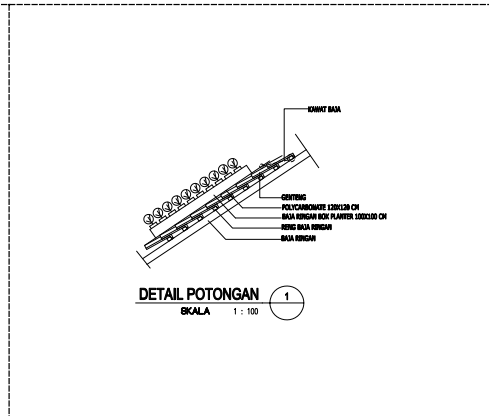 KAWAT BAJA
GENTENG
POLYCARBONATE 120X120 CM
BAJA RINGAN BOX PLANTER 100X100 CM
RENG BAJA RINGAN
BAJA RINGAN
DETAIL POTONGAN 1
SKALA 1 : 100